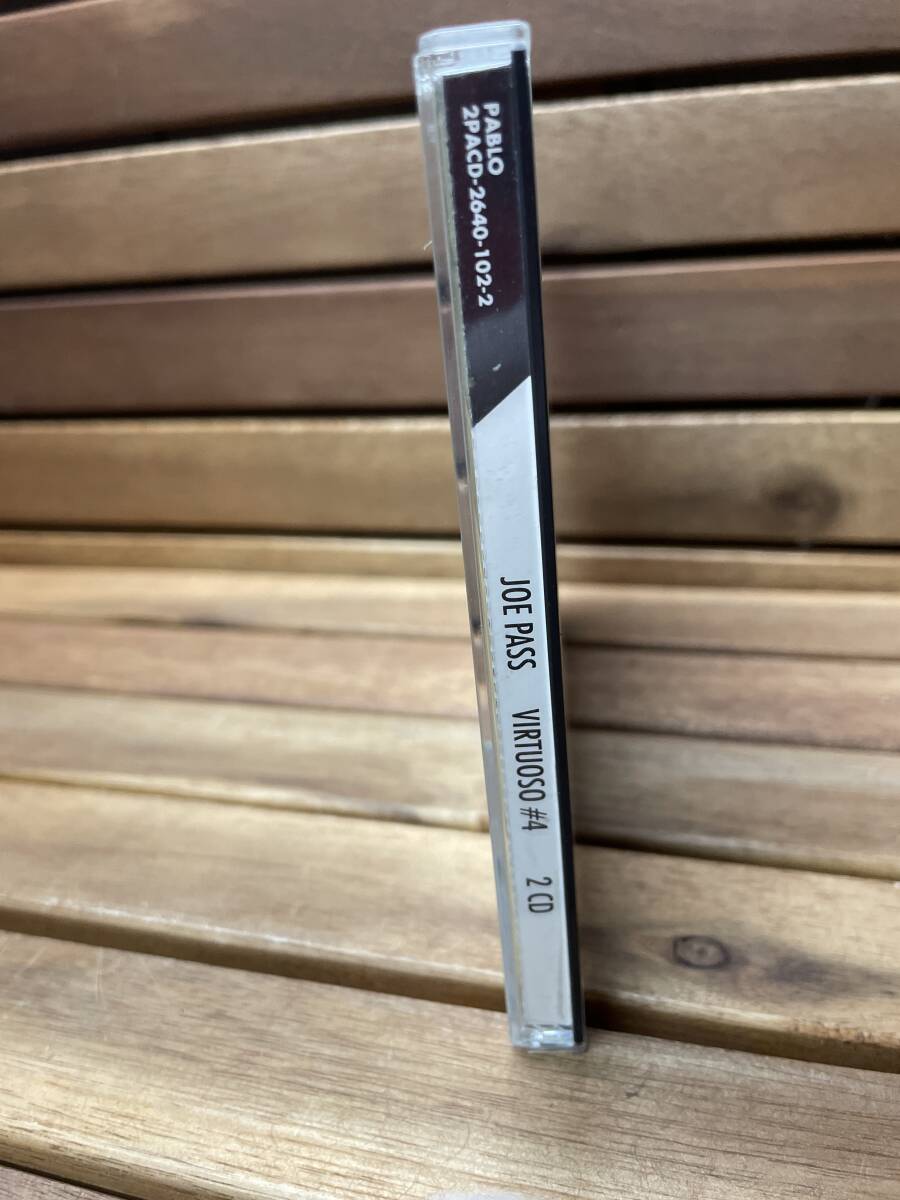 PABLO
2PACD-2640-102-2
JOE PASS VIRTUOSO #4 2 CD